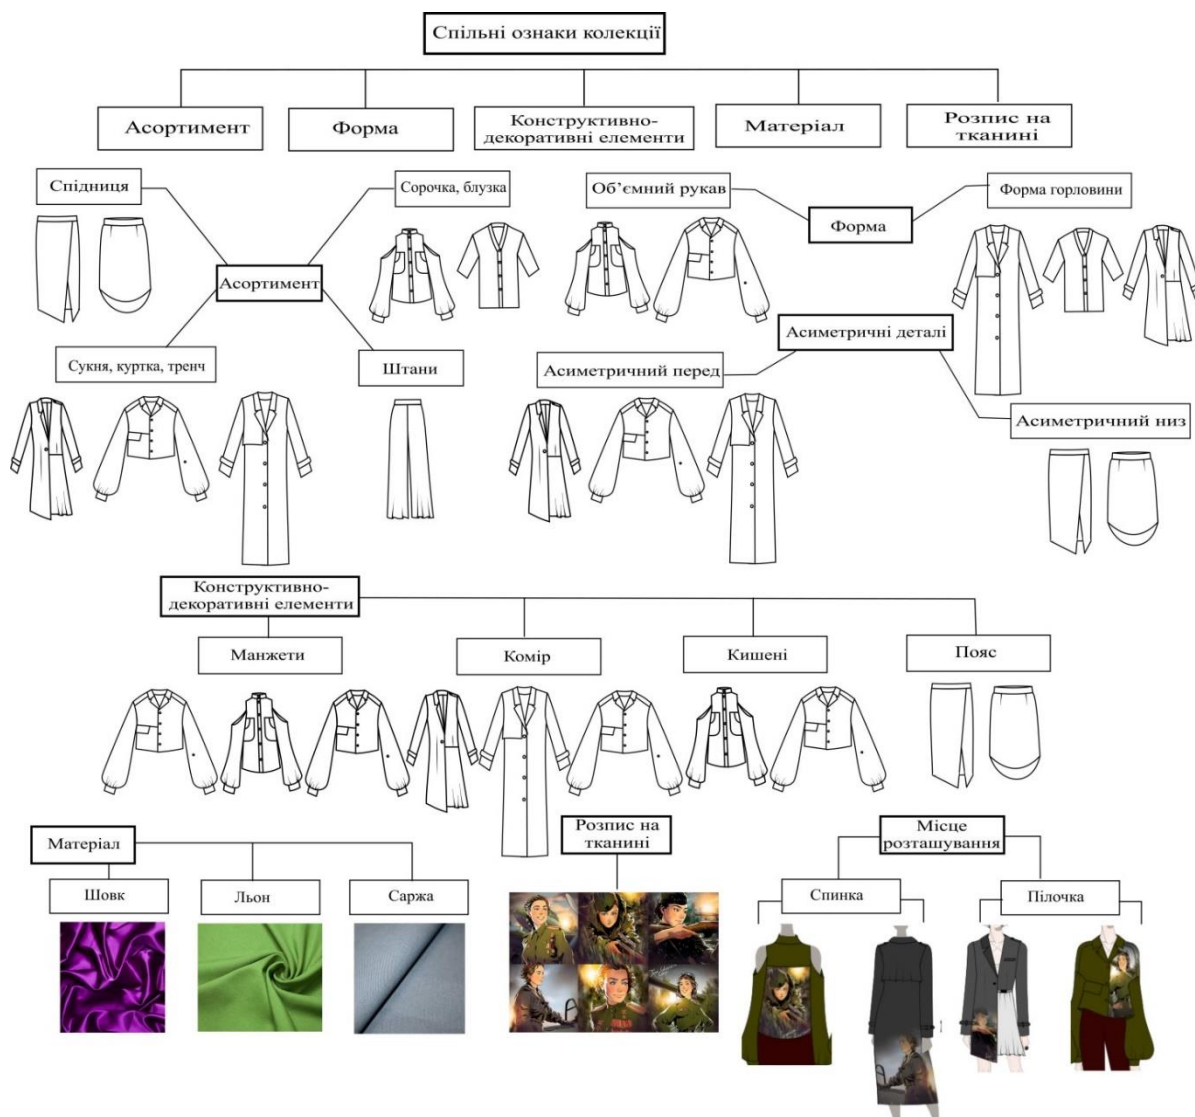 Спільні ознаки колекції
Асортимент
Форма
Конструктивно-
декоративні елементи
Матеріал
Розпис на
тканині
Спідниця
Сорочка, блузка
Асортимент
Сукня, куртка, тренч
Штани
Об’ємний рукав
Форма
Форма горловини
Асиметричні деталі
Асиметричний перед
Асиметричний низ
Конструктивно-
декоративні елементи
Манжети
Комір
Кишені
Пояс
Матеріал
Шовк
Льон
Саржа
Розпис на
тканині
Місце
розташування
Спинка
Пілочка